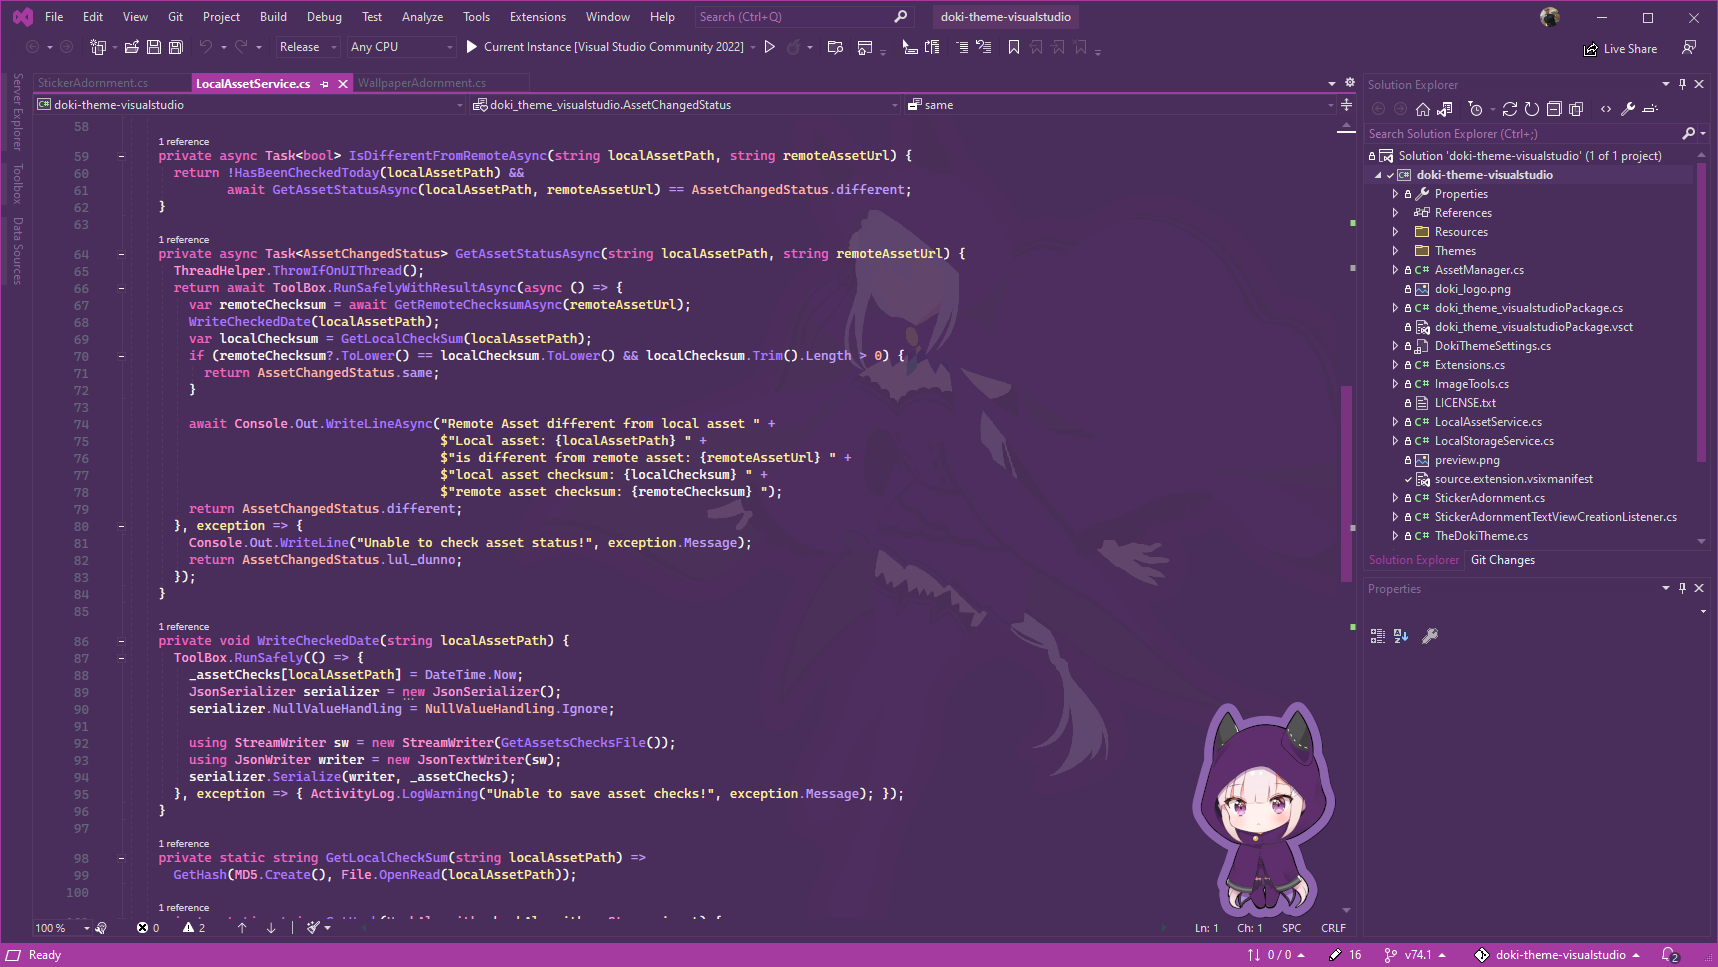 File Edit View Git Project Build Debug Test Analyze Tools Extensions Window Help Search (Ctrl+Q) doki-theme-visualstudio
Release Any CPU Current Instance [Visual Studio Community 2022] Live Share
StickerAdornment.cs LocalAssetService.cs WallpaperAdornment.cs
doki-theme-visualstudio doki_theme_visualstudio.AssetChangedStatus same
Server Explorer
Toolbox
Data Sources
58
1 reference
59 private async Task<bool> IsDifferentFromRemoteAsync(string localAssetPath, string remoteAssetUrl) {
60 return !HasBeenCheckedToday(localAssetPath) &&
61 await GetAssetStatusAsync(localAssetPath, remoteAssetUrl) == AssetChangedStatus.different;
62 }
63
1 reference
64 private async Task<AssetChangedStatus> GetAssetStatusAsync(string localAssetPath, string remoteAssetUrl) {
65 ThreadHelper.ThrowIfOnUIThread();
66 return await ToolBox.RunSafelyWithResultAsync(async () => {
67 var remoteChecksum = await GetRemoteChecksumAsync(remoteAssetUrl);
68 WriteCheckedDate(localAssetPath);
69 var localChecksum = GetLocalCheckSum(localAssetPath);
70 if (remoteChecksum?.ToLower() == localChecksum.ToLower() && localChecksum.Trim().Length > 0) {
71 return AssetChangedStatus.same;
72 }
73
74 await Console.Out.WriteLineAsync("Remote Asset different from local asset " +
75 $"Local asset: {localAssetPath} " +
76 $"is different from remote asset: {remoteAssetUrl} " +
77 $"local asset checksum: {localChecksum} " +
78 $"remote asset checksum: {remoteChecksum} ");
79 return AssetChangedStatus.different;
80 }, exception => {
81 Console.Out.WriteLine("Unable to check asset status!", exception.Message);
82 return AssetChangedStatus.lul_dunno;
83 });
84 }
85
1 reference
86 private void WriteCheckedDate(string localAssetPath) {
87 ToolBox.RunSafely(() => {
88 _assetChecks[localAssetPath] = DateTime.Now;
89 JsonSerializer serializer = new JsonSerializer();
90 serializer.NullValueHandling = NullValueHandling.Ignore;
91
92 using StreamWriter sw = new StreamWriter(GetAssetsChecksFile());
93 using JsonWriter writer = new JsonTextWriter(sw);
94 serializer.Serialize(writer, _assetChecks);
95 }, exception => { ActivityLog.LogWarning("Unable to save asset checks!", exception.Message); });
96 }
97
1 reference
98 private static string GetLocalCheckSum(string localAssetPath) =>
99 GetHash(MD5.Create(), File.OpenRead(localAssetPath));
100
1 reference
100 % 0 2 Ln: 1 Ch: 1 SPC CRLF
Solution Explorer
Search Solution Explorer (Ctrl+;)
Solution 'doki-theme-visualstudio' (1 of 1 project)
C# doki-theme-visualstudio
Properties
References
Resources
Themes
C# AssetManager.cs
doki_logo.png
C# doki_theme_visualstudioPackage.cs
doki_theme_visualstudioPackage.vsct
DokiThemeSettings.cs
C# Extensions.cs
C# ImageTools.cs
LICENSE.txt
C# LocalAssetService.cs
C# LocalStorageService.cs
preview.png
source.extension.vsixmanifest
C# StickerAdornment.cs
C# StickerAdornmentTextViewCreationListener.cs
C# TheDokiTheme.cs
Solution Explorer Git Changes
Properties
Ready 0 / 0 16 v74.1 doki-theme-visualstudio 2